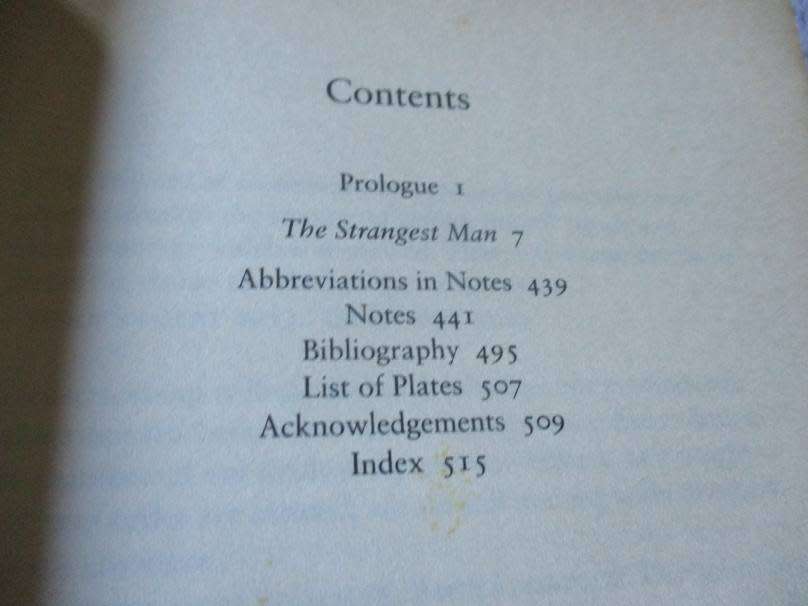 Contents
Prologue 1
The Strangest Man 7
Abbreviations in Notes 439
Notes 441
Bibliography 495
List of Plates 507
Acknowledgements 509
Index 515